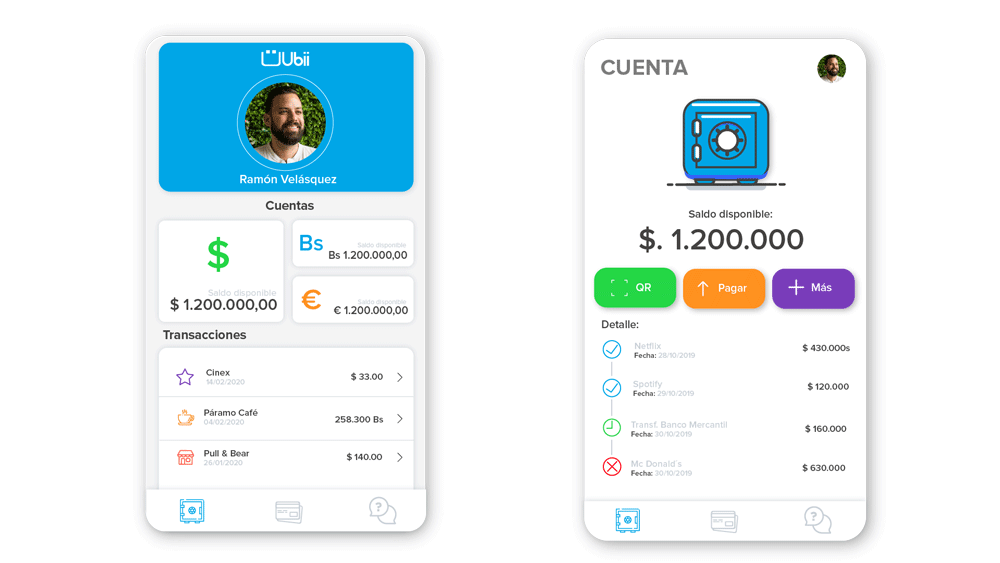 Ubii
Ramón Velásquez
Cuentas
$
Saldo disponible
$ 1.200.000,00
Bs
Saldo disponible
Bs 1.200.000,00
€
Saldo disponible
€ 1.200.000,00
Transacciones
Cinex
14/02/2020
$ 33.00
Páramo Café
04/02/2020
258.300 Bs
Pull & Bear
26/01/2020
$ 140.00
?
CUENTA
Saldo disponible:
$. 1.200.000
QR
Pagar
Más
Detalle:
Netflix
Fecha: 28/10/2019
$ 430.000s
Spotify
Fecha: 29/10/2019
$ 120.000
Transf. Banco Mercantil
Fecha: 30/10/2019
$ 160.000
Mc Donald´s
Fecha: 30/10/2019
$ 630.000
?